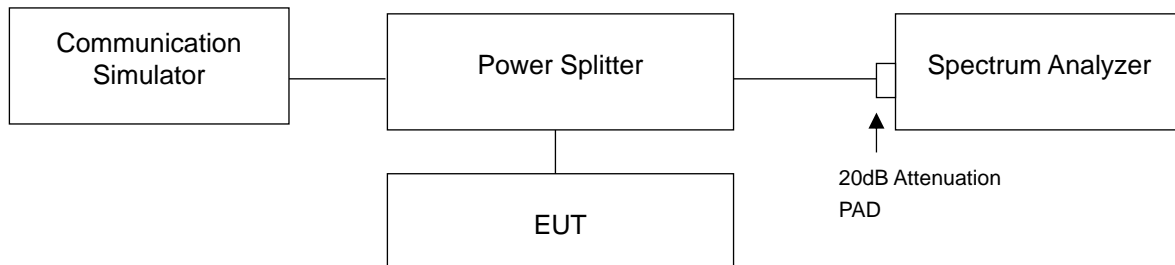 Communication
Simulator
Power Splitter
Spectrum Analyzer
20dB Attenuation
PAD
EUT